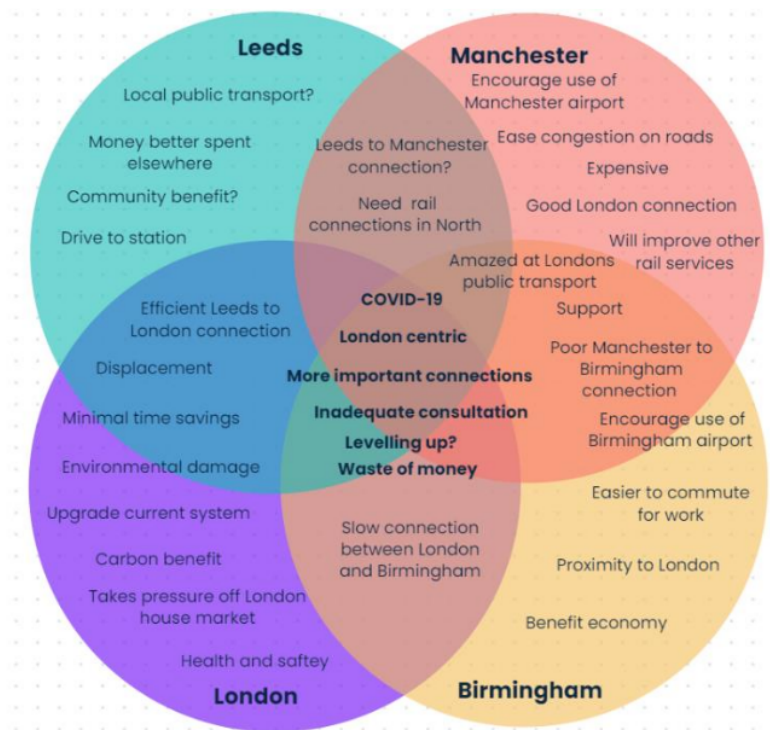 Leeds
Manchester
Local public transport?
Encourage use of
Manchester airport
Money better spent
elsewhere
Leeds to Manchester
connection?
Ease congestion on roads
Expensive
Community benefit?
Need rail
connections in North
Good London connection
Drive to station
Will improve other
rail services
Amazed at Londons
public transport
Efficient Leeds to
London connection
COVID-19
Support
London centric
Displacement
More important connections
Poor Manchester to
Birmingham
connection
Minimal time savings
Inadequate consultation
Encourage use of
Birmingham airport
Levelling up?
Environmental damage
Waste of money
Easier to commute
for work
Upgrade current system
Slow connection
between London
and Birmingham
Carbon benefit
Proximity to London
Takes pressure off London
house market
Benefit economy
Health and saftey
London
Birmingham